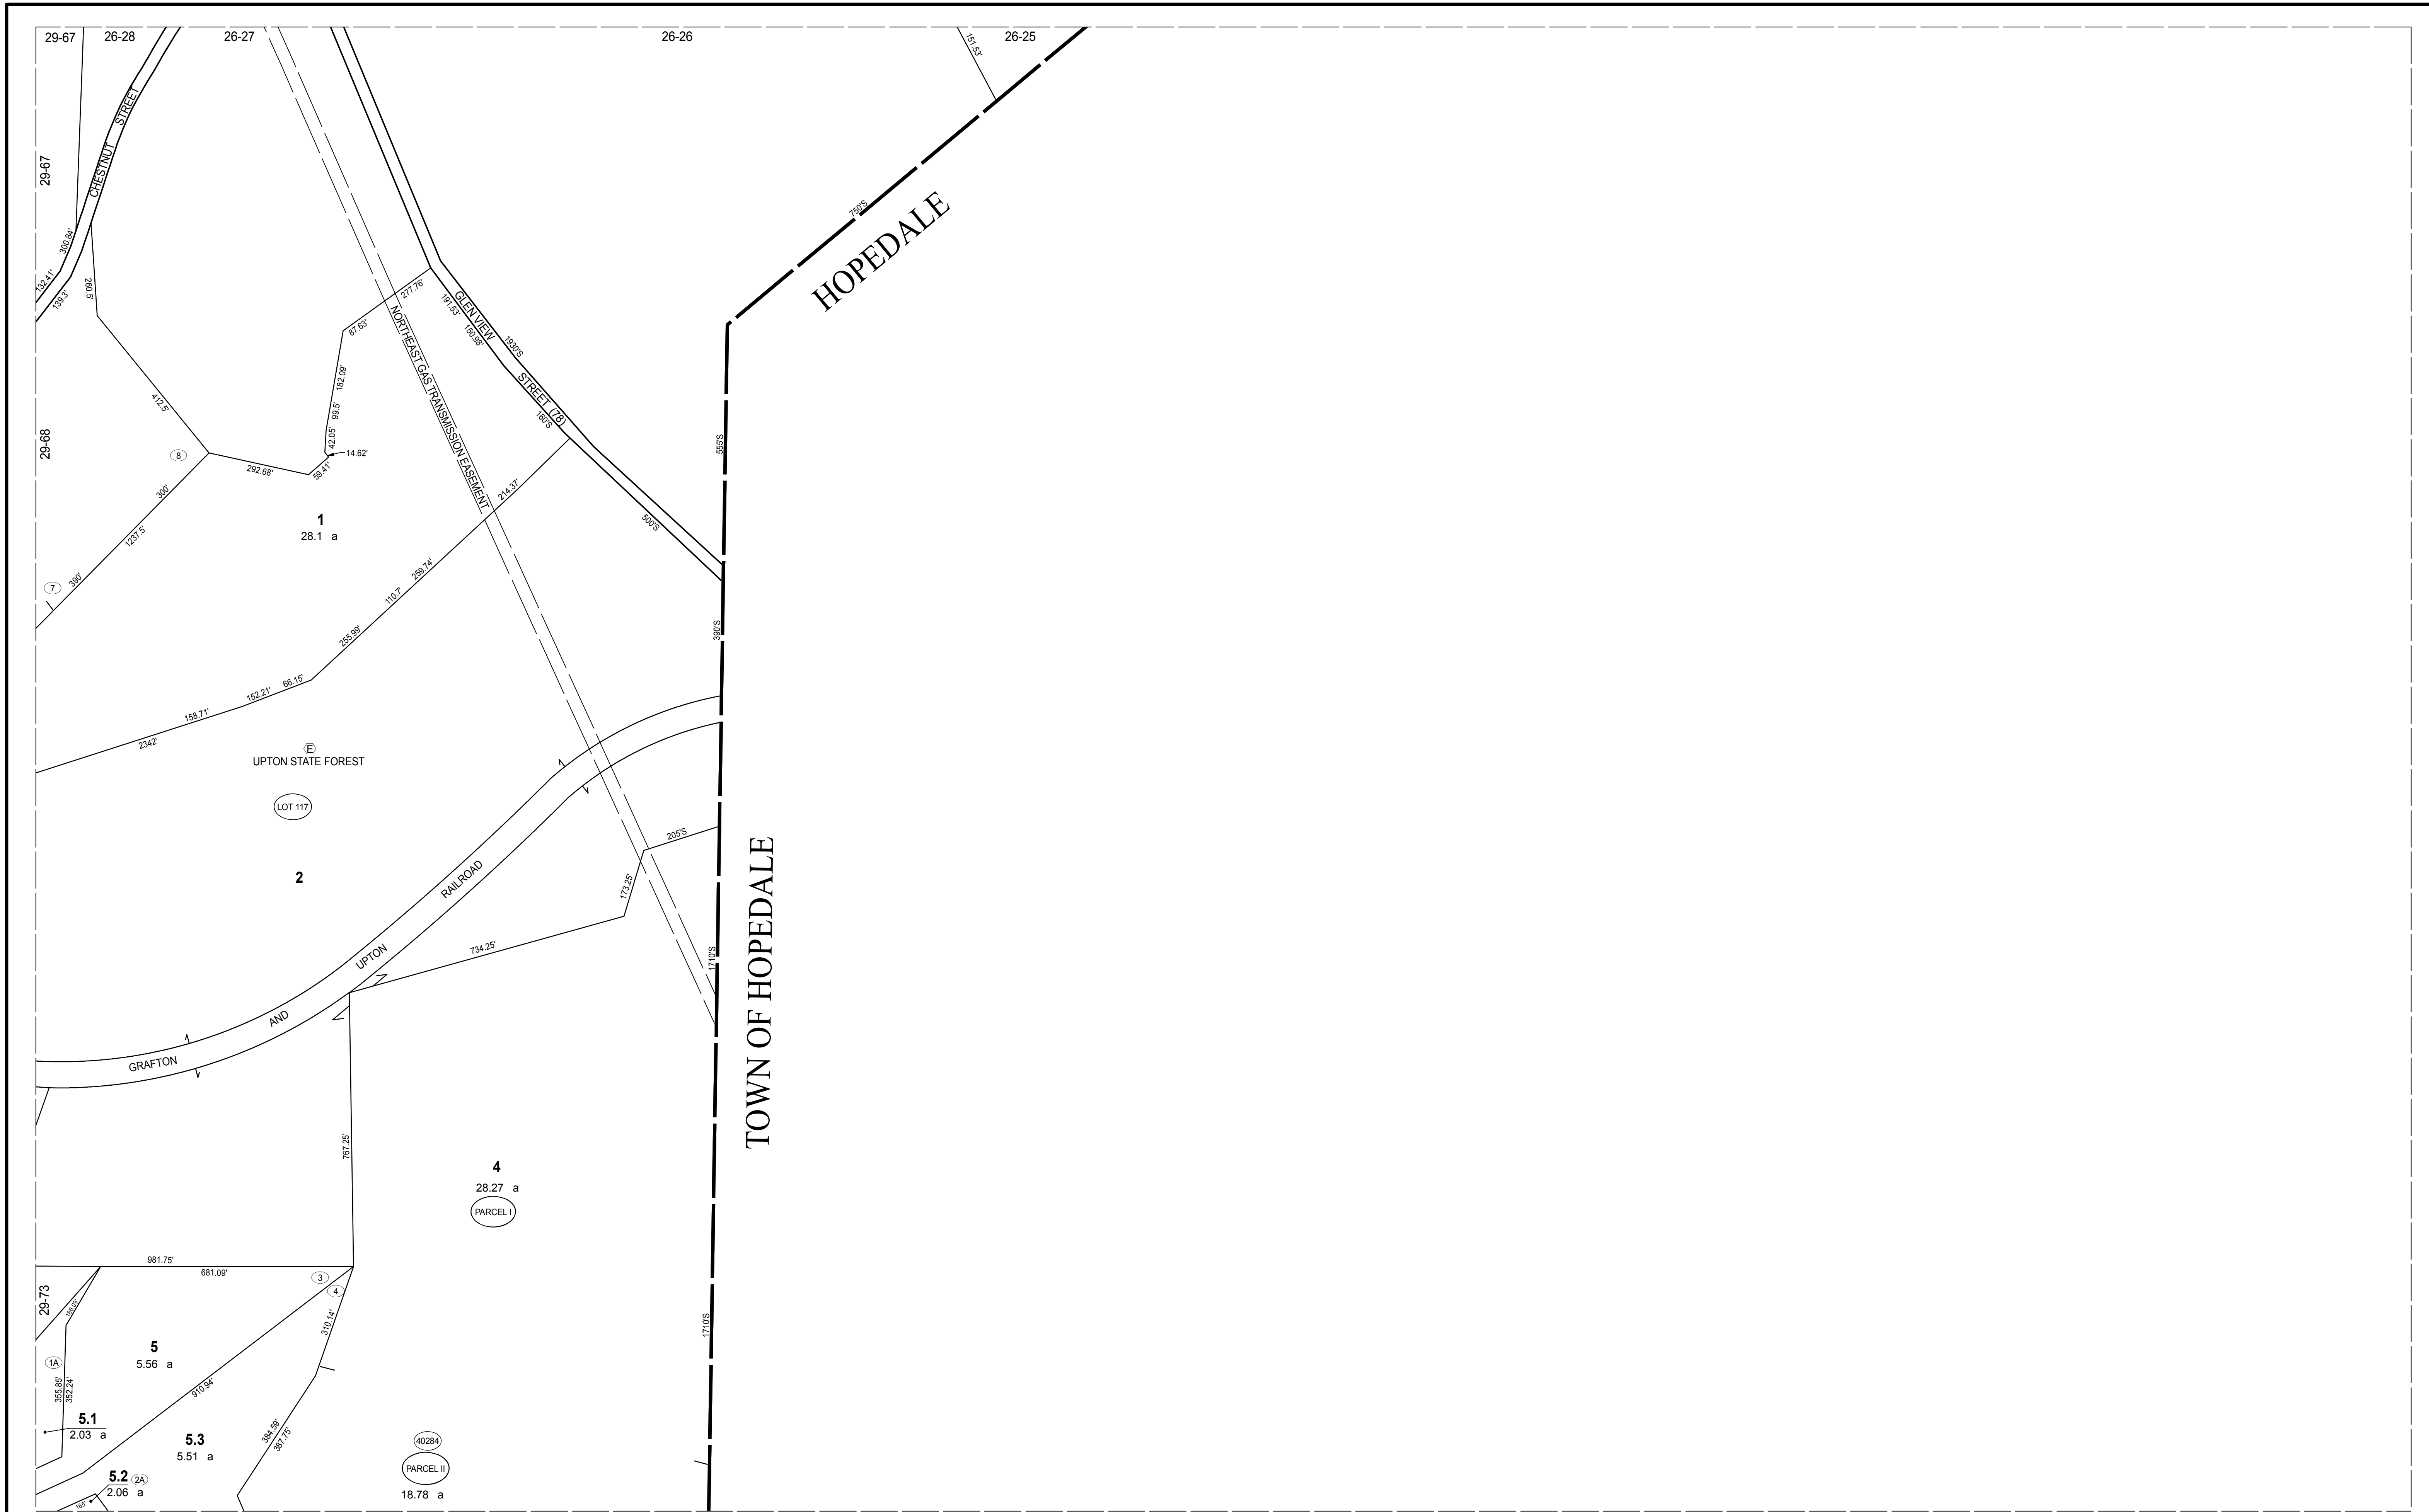 29-67
26-28
26-27
26-26
26-25
151.53'
CHESTNUT STREET
29-67
300.84'
132.41'
139.3'
260.5'
750'S
HOPEDALE
277.76'
87.63'
191.53'
150.98'
GLEN VIEW
STREET (78)
1930'S
160'S
NORTHEAST GAS TRANSMISSION EASEMENT
182.09'
99.5'
42.05'
14.62'
59.41'
412.5'
29-68
8
292.68'
300'
1237.5'
390'
7
1
28.1 a
214.37'
500'S
555'S
259.74'
110.7'
255.99'
390'S
66.15'
152.21'
158.71'
2342'
E
UPTON STATE FOREST
LOT 117
2
205'S
173.25'
734.25'
1710'S
TOWN OF HOPEDALE
GRAFTON AND UPTON RAILROAD
767.25'
4
28.27 a
PARCEL I
981.75'
681.09'
3
4
29-73
186.09'
310.14'
1710'S
5
5.56 a
1A
355.85'
352.24'
910.94'
5.1
2.03 a
5.3
5.51 a
384.59'
387.75'
40284
PARCEL II
18.78 a
5.2
2A
2.06 a
165'